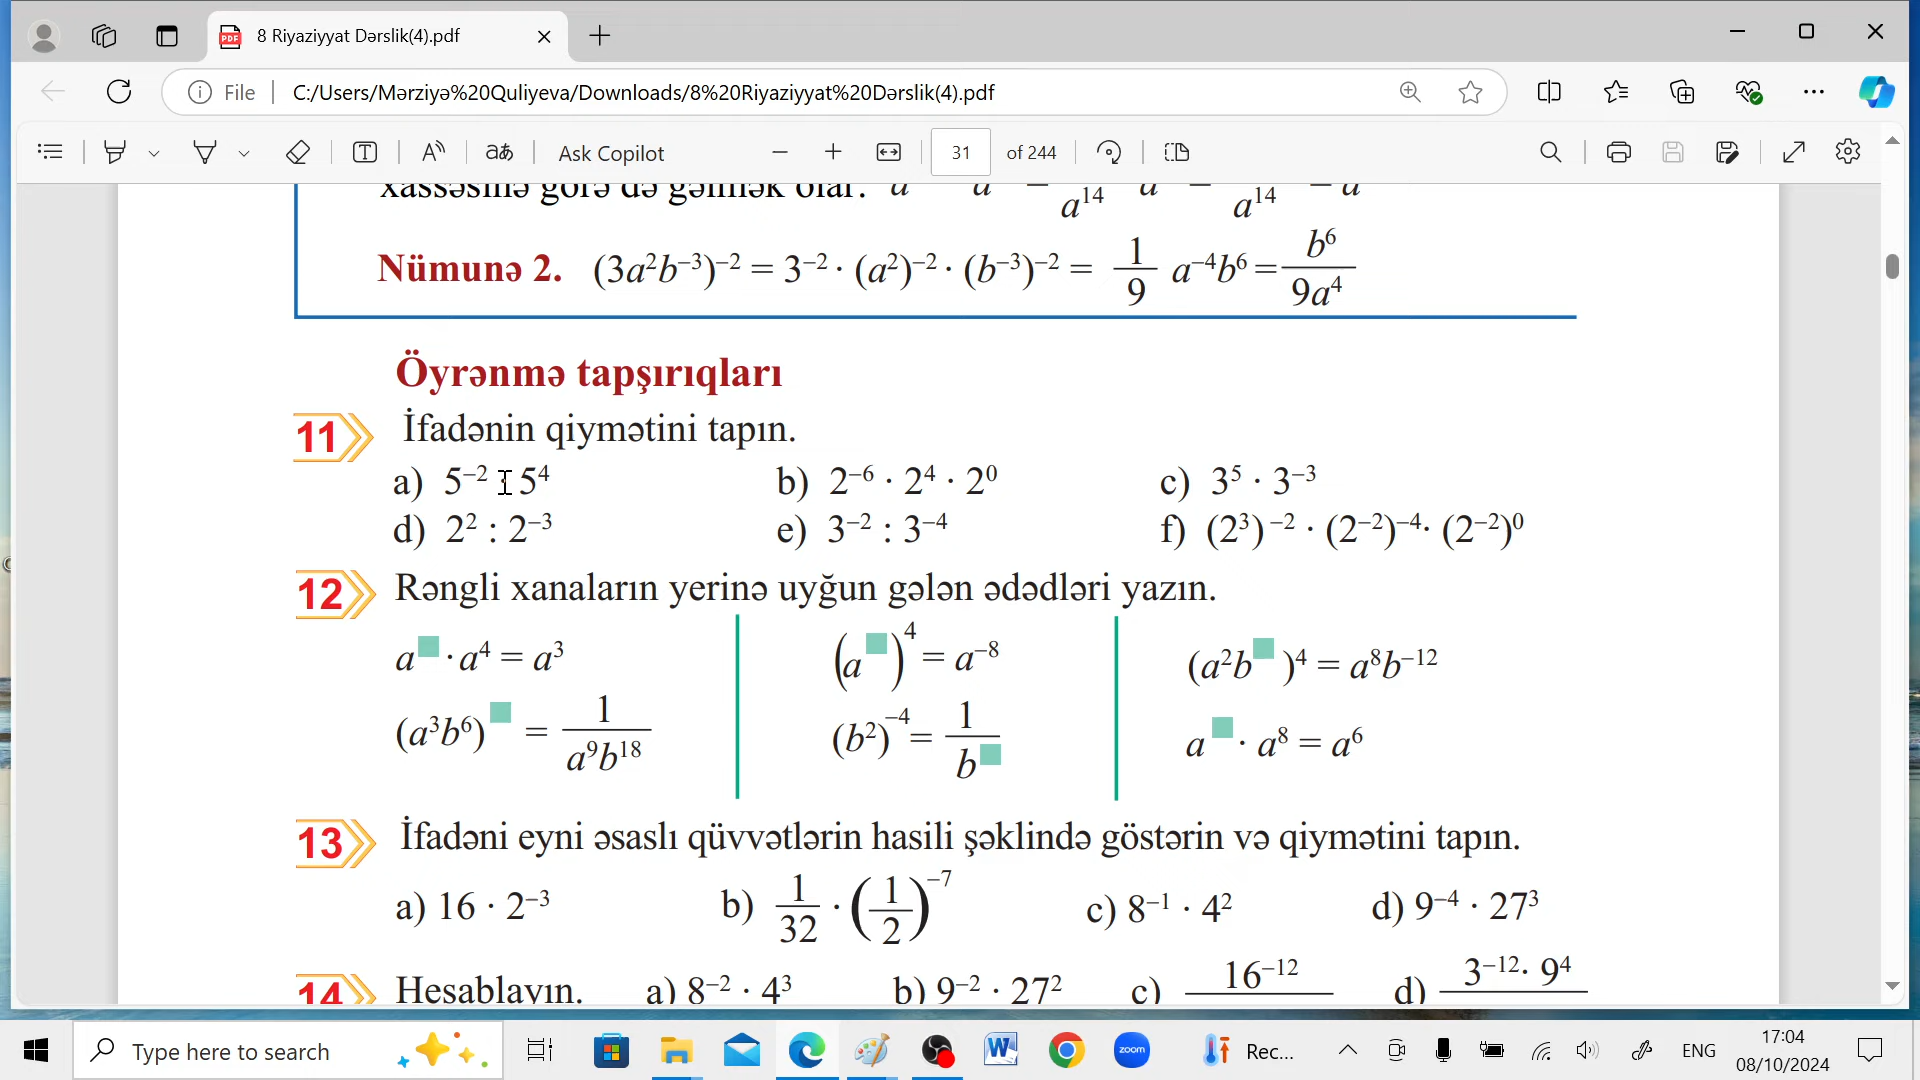 8 Riyaziyyat Dərslik(4).pdf
File C:/Users/Mərziyə%20Quliyeva/Downloads/8%20Riyaziyyat%20Dərslik(4).pdf
Ask Copilot 31 of 244
xassəsinə görə də gəlmək olar:
Nümunə 2. (3a²b⁻³)⁻² = 3⁻² · (a²)⁻² · (b⁻³)⁻² = 1/9 a⁻⁴b⁶ = b⁶/9a⁴
Öyrənmə tapşırıqları
11 İfadənin qiymətini tapın.
a) 5⁻² · 5⁴ b) 2⁻⁶ · 2⁴ · 2⁰ c) 3⁵ · 3⁻³
d) 2² : 2⁻³ e) 3⁻² : 3⁻⁴ f) (2³)⁻² · (2⁻²)⁻⁴ · (2⁻²)⁰
12 Rəngli xanaların yerinə uyğun gələn ədədləri yazın.
a^■ · a⁴ = a³ (a^■)⁴ = a⁻⁸ (a²b^■)⁴ = a⁸b⁻¹²
(a³b⁶)^■ = 1/a⁹b¹⁸ (b²)⁻⁴ = 1/b^■ a^■ · a⁸ = a⁶
13 İfadəni eyni əsaslı qüvvətlərin hasili şəklində göstərin və qiymətini tapın.
a) 16 · 2⁻³ b) 1/32 · (1/2)⁻⁷ c) 8⁻¹ · 4² d) 9⁻⁴ · 27³
14 Hesablayın. a) 8⁻² · 4³ b) 9⁻² · 27² c) 16⁻¹² d) 3⁻¹² · 9⁴
Type here to search zoom Rec... ENG 17:04
08/10/2024